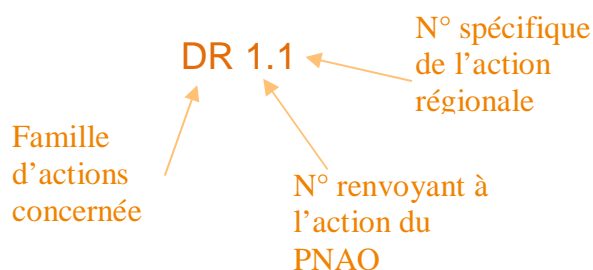 N° spécifique
de l’action
régionale
DR 1.1
Famille
d’actions
concernée
N° renvoyant à
l’action du
PNAO